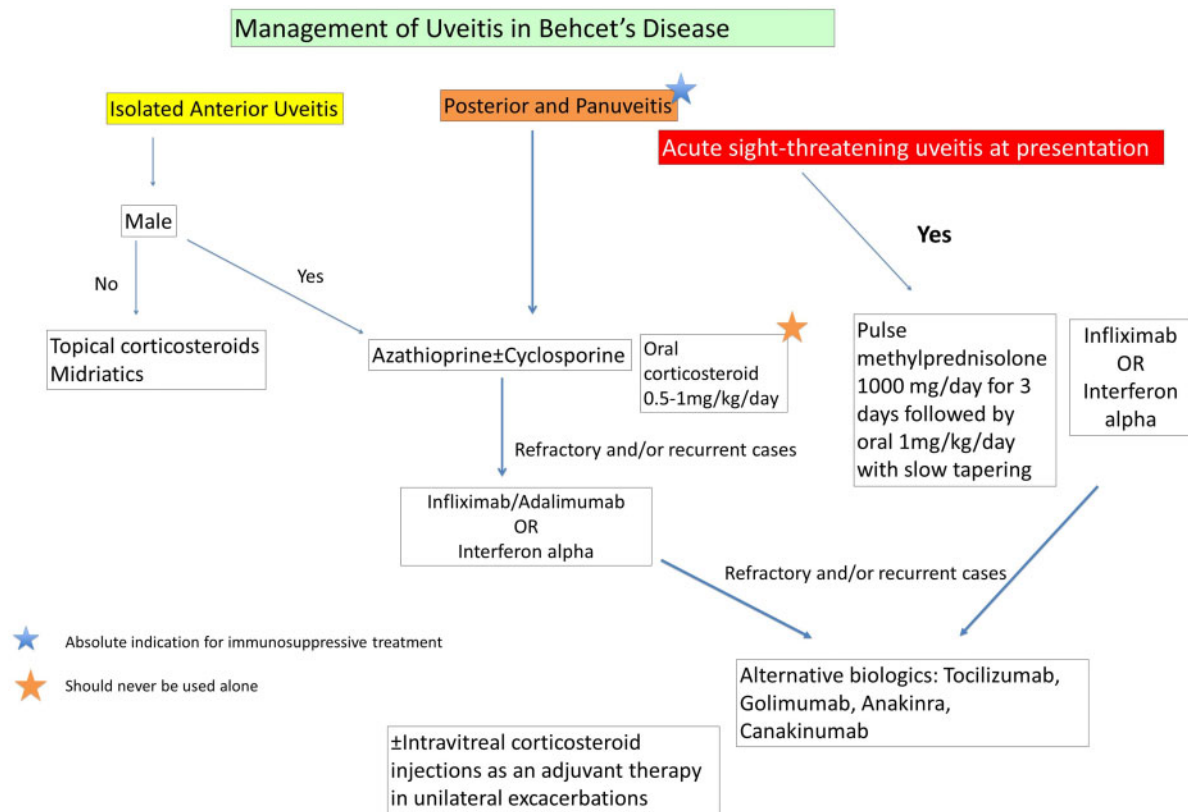 Management of Uveitis in Behcet's Disease
Isolated Anterior Uveitis
Posterior and Panuveitis
Acute sight-threatening uveitis at presentation
Male
Yes
No
Yes
Topical corticosteroids
Midriatics
Azathioprine±Cyclosporine
Oral
corticosteroid
0.5-1mg/kg/day
Pulse
methylprednisolone
1000 mg/day for 3
days followed by
oral 1mg/kg/day
with slow tapering
Infliximab
OR
Interferon
alpha
Refractory and/or recurrent cases
Infliximab/Adalimumab
OR
Interferon alpha
Refractory and/or recurrent cases
Absolute indication for immunosuppressive treatment
Should never be used alone
Alternative biologics: Tocilizumab,
Golimumab, Anakinra,
Canakinumab
±Intravitreal corticosteroid
injections as an adjuvant therapy
in unilateral excacerbations